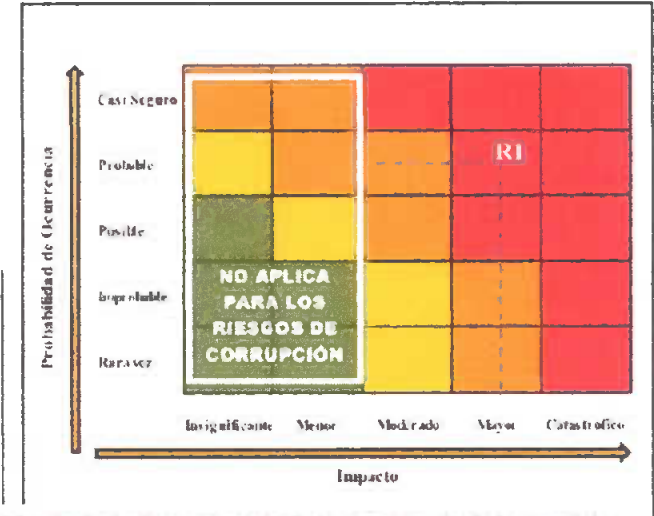 Casi Seguro
Probable
R1
Posible
Improbable
Rara vez
NO APLICA
PARA LOS
RIESGOS DE
CORRUPCIÓN
Probabilidad de Ocurrencia
Insignificante Menor Moderado Mayor Catastrofico
Impacto